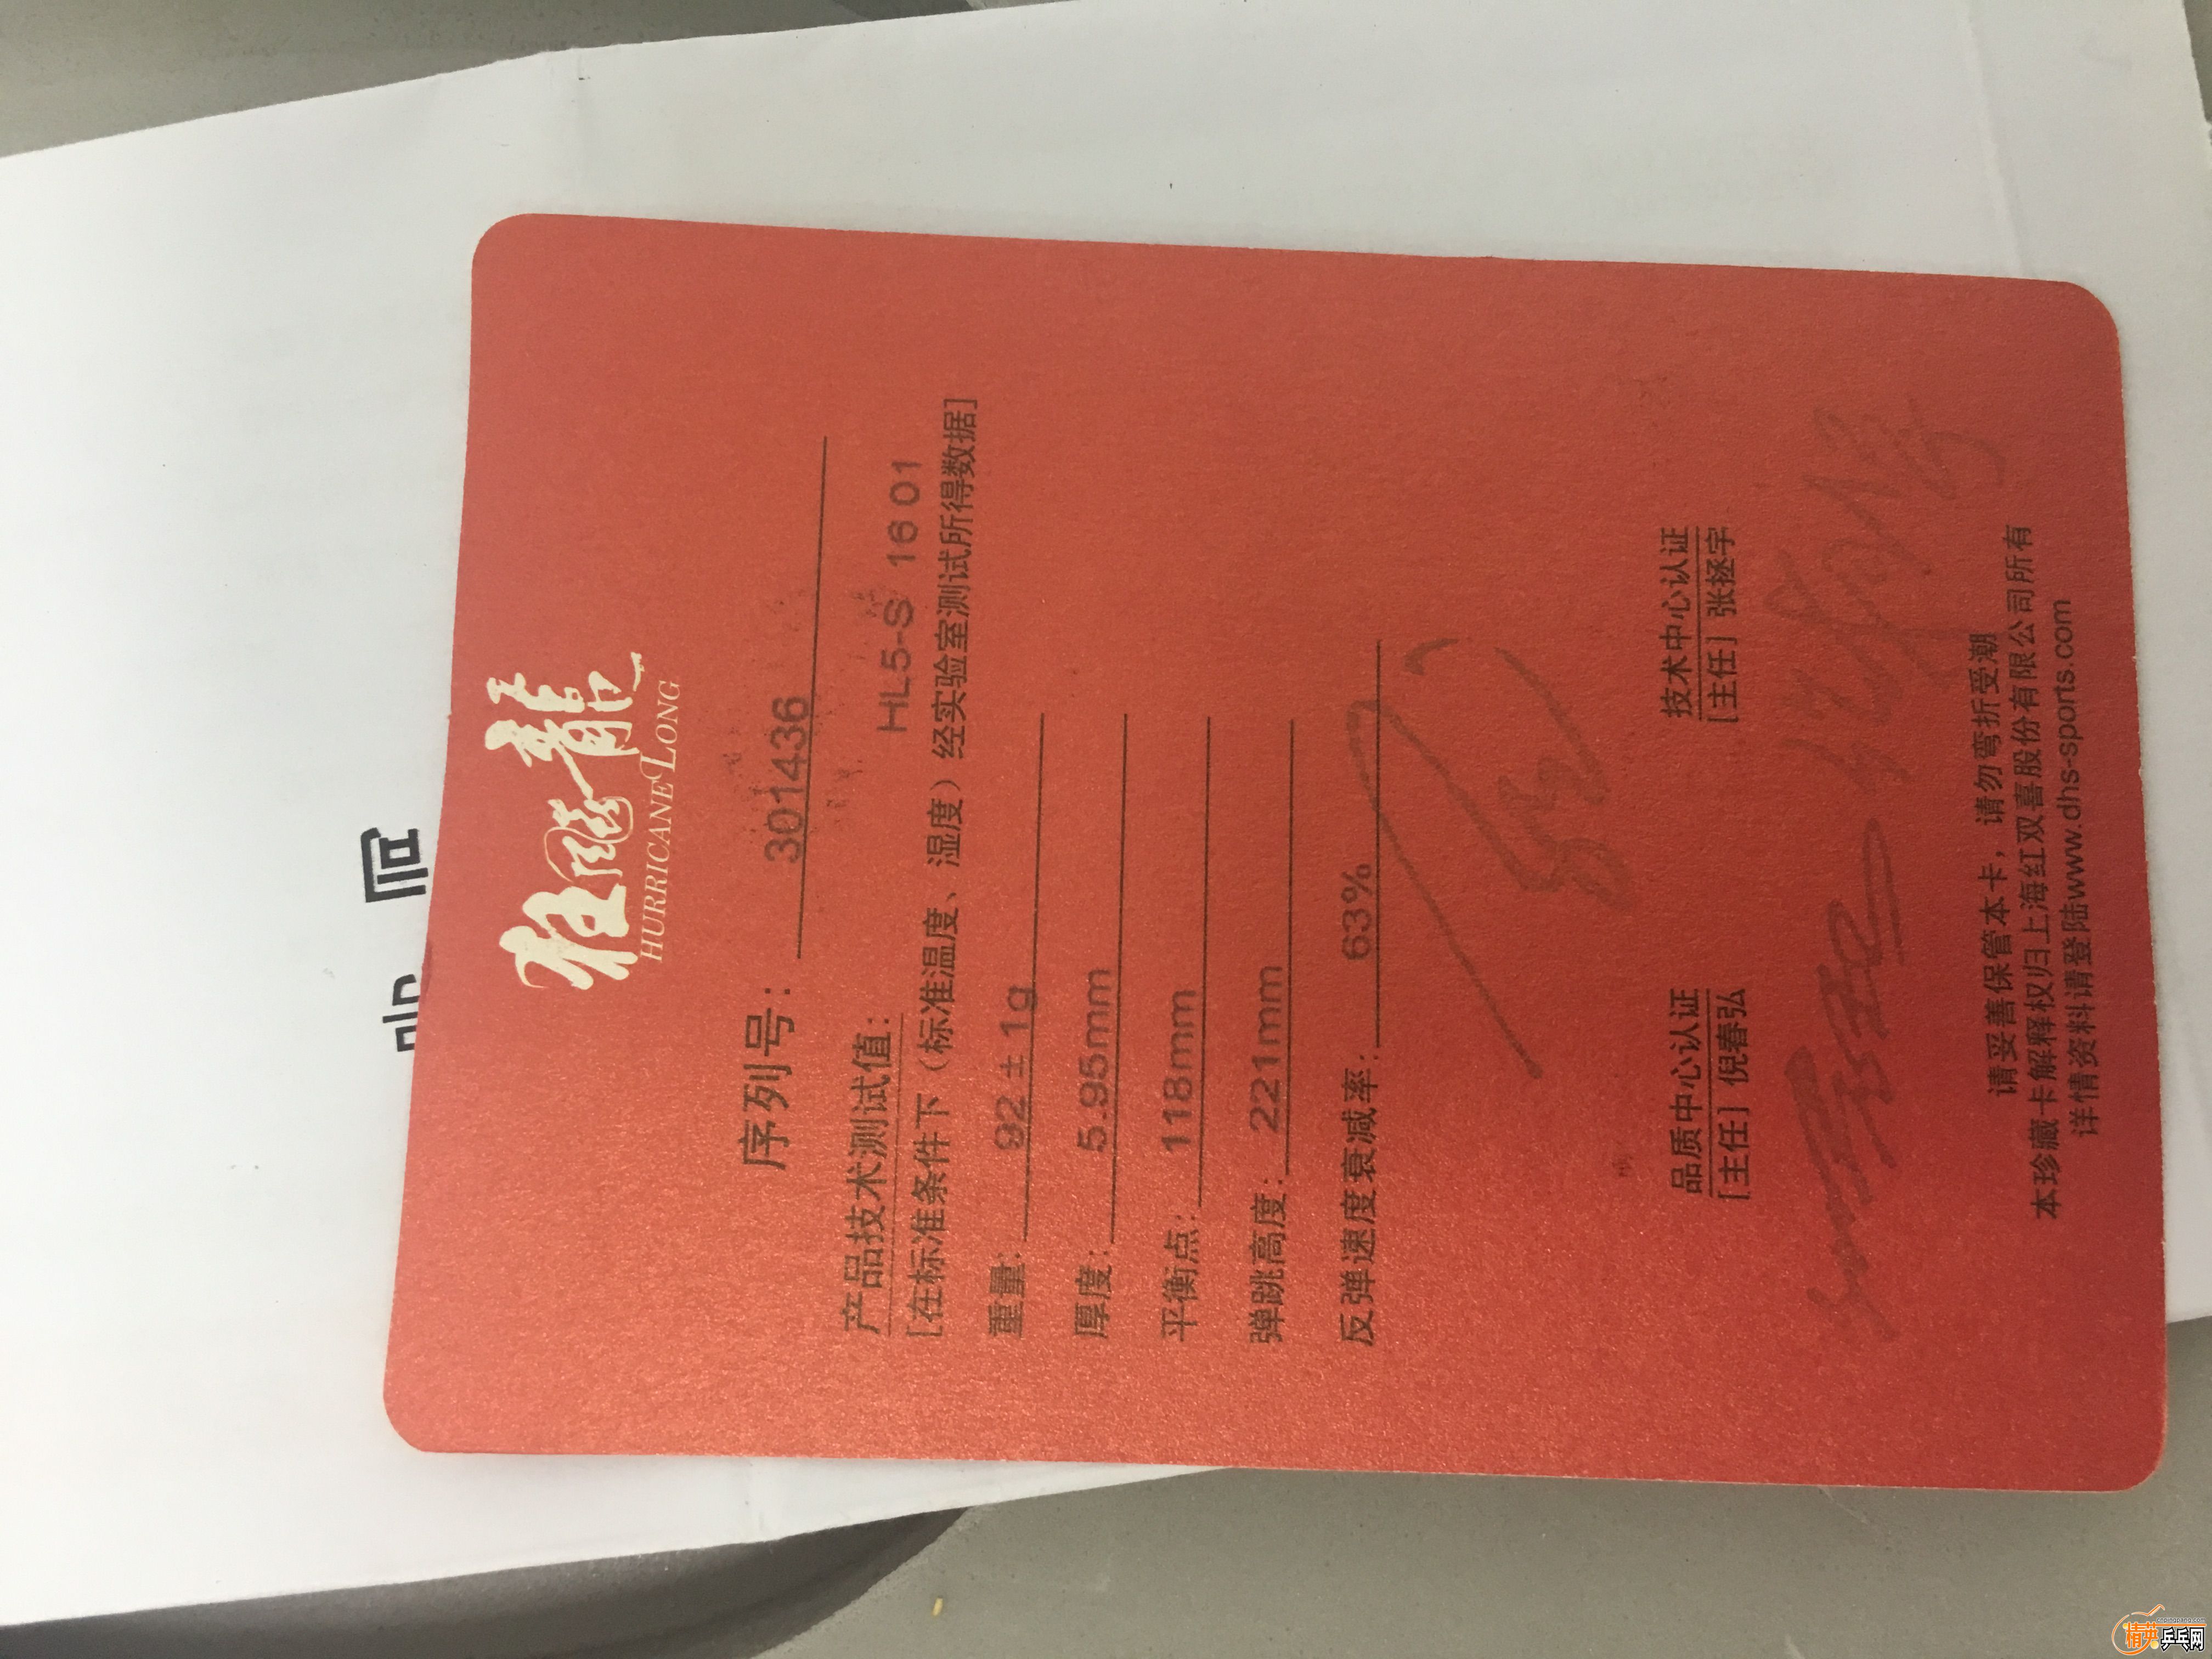 狂飚龍
HURRICANE LONG
序列号： 301436
产品技术测试值： HL5-S 1601
[在标准条件下（标准温度、湿度）经实验室测试所得数据]
重量： 92±1g
厚度： 5.95mm
平衡点： 118mm
弹跳高度： 221mm
反弹速度衰减率： 63%
品质中心认证 技术中心认证
[主任] 倪春弘 [主任] 张拯宇
请妥善保管本卡，请勿弯折受潮
本珍藏卡解释权归上海红双喜股份有限公司所有
详情资料请登陆www.dhs-sports.com
精英乒乓网